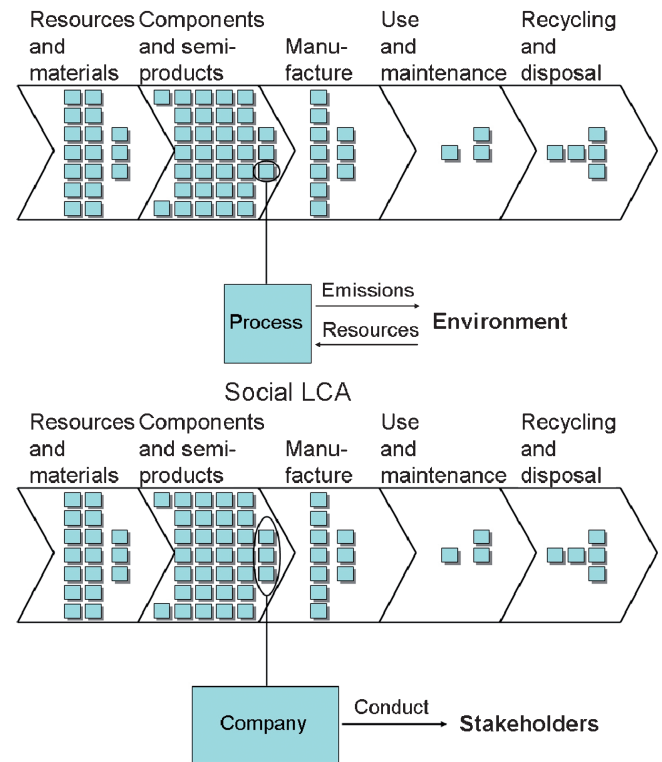 Resources
and
materials
Components
and semi-
products
Manu-
facture
Use
and
maintenance
Recycling
and
disposal
Process
Emissions
Resources
Environment
Social LCA
Resources
and
materials
Components
and semi-
products
Manu-
facture
Use
and
maintenance
Recycling
and
disposal
Company
Conduct
Stakeholders